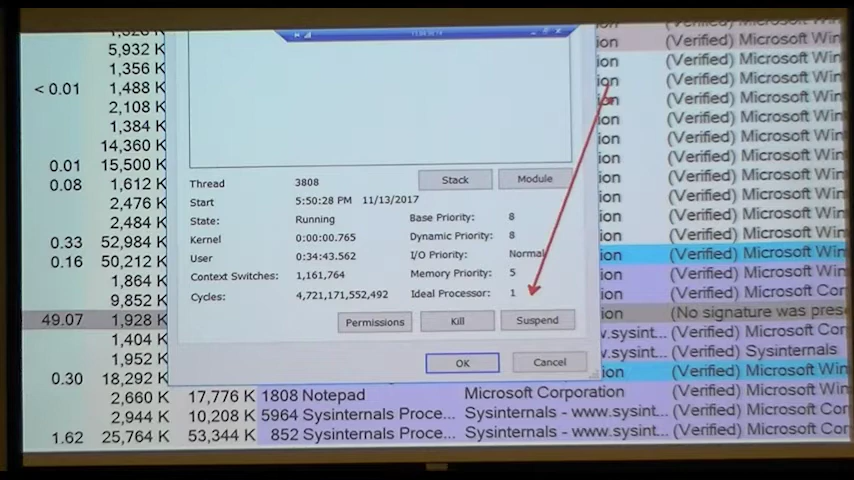 5,932 K ion (Verified) Microsoft Win
1,356 K ion (Verified) Microsoft Win
< 0.01 1,488 K ion (Verified) Microsoft Win
2,108 K ion (Verified) Microsoft Win
1,384 K ion (Verified) Microsoft Win
14,360 K ion (Verified) Microsoft Win
0.01 15,500 K ion (Verified) Microsoft Win
0.08 1,612 K ion (Verified) Microsoft Win
2,476 K ion (Verified) Microsoft Win
2,484 K ion (Verified) Microsoft Win
0.33 52,984 K ion (Verified) Microsoft Win
0.16 50,212 K ion (Verified) Microsoft Win
1,864 K ion (Verified) Microsoft Cor
9,852 K
49.07 1,928 K ion (No signature was pres
1,404 K .sysint... (Verified) Microsoft Cor
1,952 K .sysint... (Verified) Sysinternals
0.30 18,292 K ion (Verified) Microsoft Win
2,660 K 17,776 K 1808 Notepad Microsoft Corporation (Verified) Microsoft Win
2,944 K 10,208 K 5964 Sysinternals Proce... Sysinternals - www.sysint... (Verified) Microsoft Cor
1.62 25,764 K 53,344 K 852 Sysinternals Proce... Sysinternals - www.sysint... (Verified) Microsoft Cor
Thread 3808 Stack Module
Start 5:50:28 PM 11/13/2017
State: Running Base Priority: 8
Kernel 0:00:00.765 Dynamic Priority: 8
User 0:34:43.562 I/O Priority: Normal
Context Switches: 1,161,764 Memory Priority: 5
Cycles: 4,721,171,552,492 Ideal Processor: 1
Permissions Kill Suspend
OK Cancel